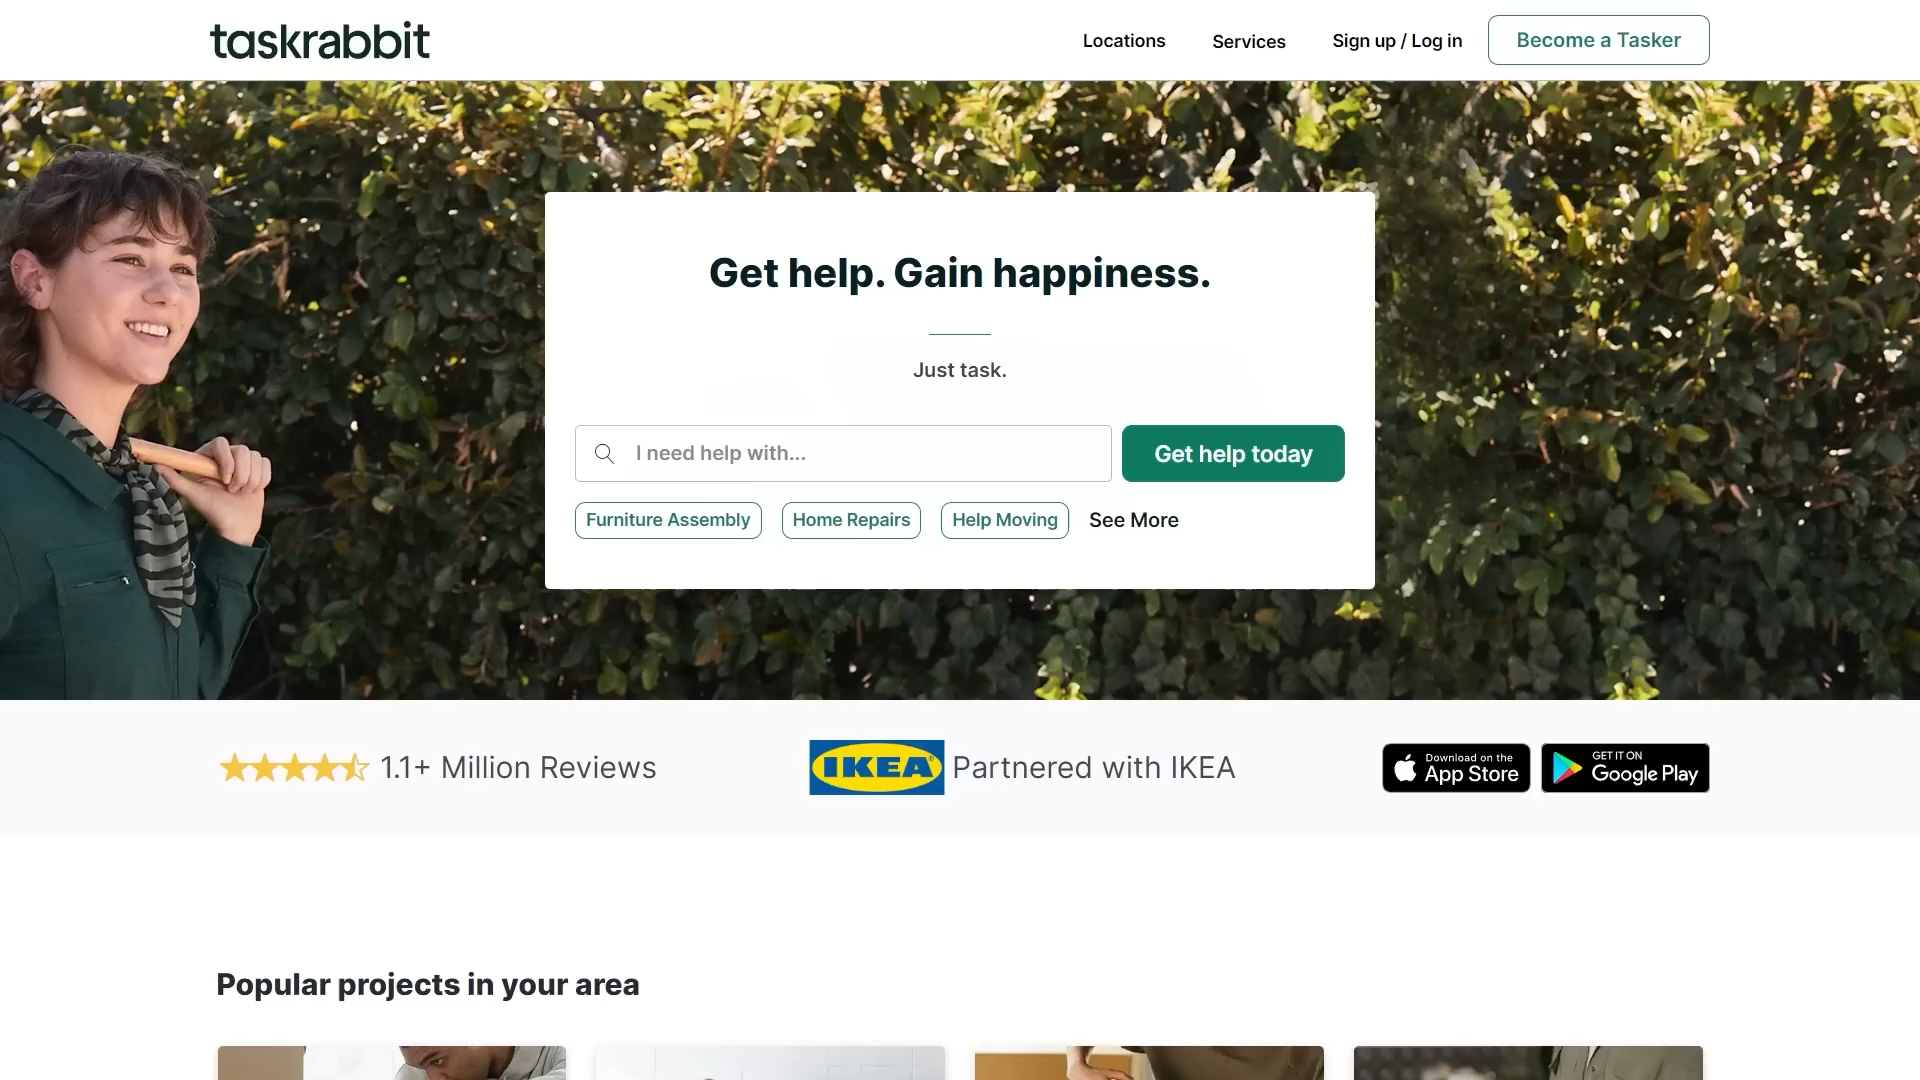 taskrabbit
Locations
Services
Sign up / Log in
Become a Tasker
Get help. Gain happiness.
Just task.
I need help with...
Get help today
Furniture Assembly
Home Repairs
Help Moving
See More
1.1+ Million Reviews
IKEA
Partnered with IKEA
Download on the
App Store
GET IT ON
Google Play
Popular projects in your area